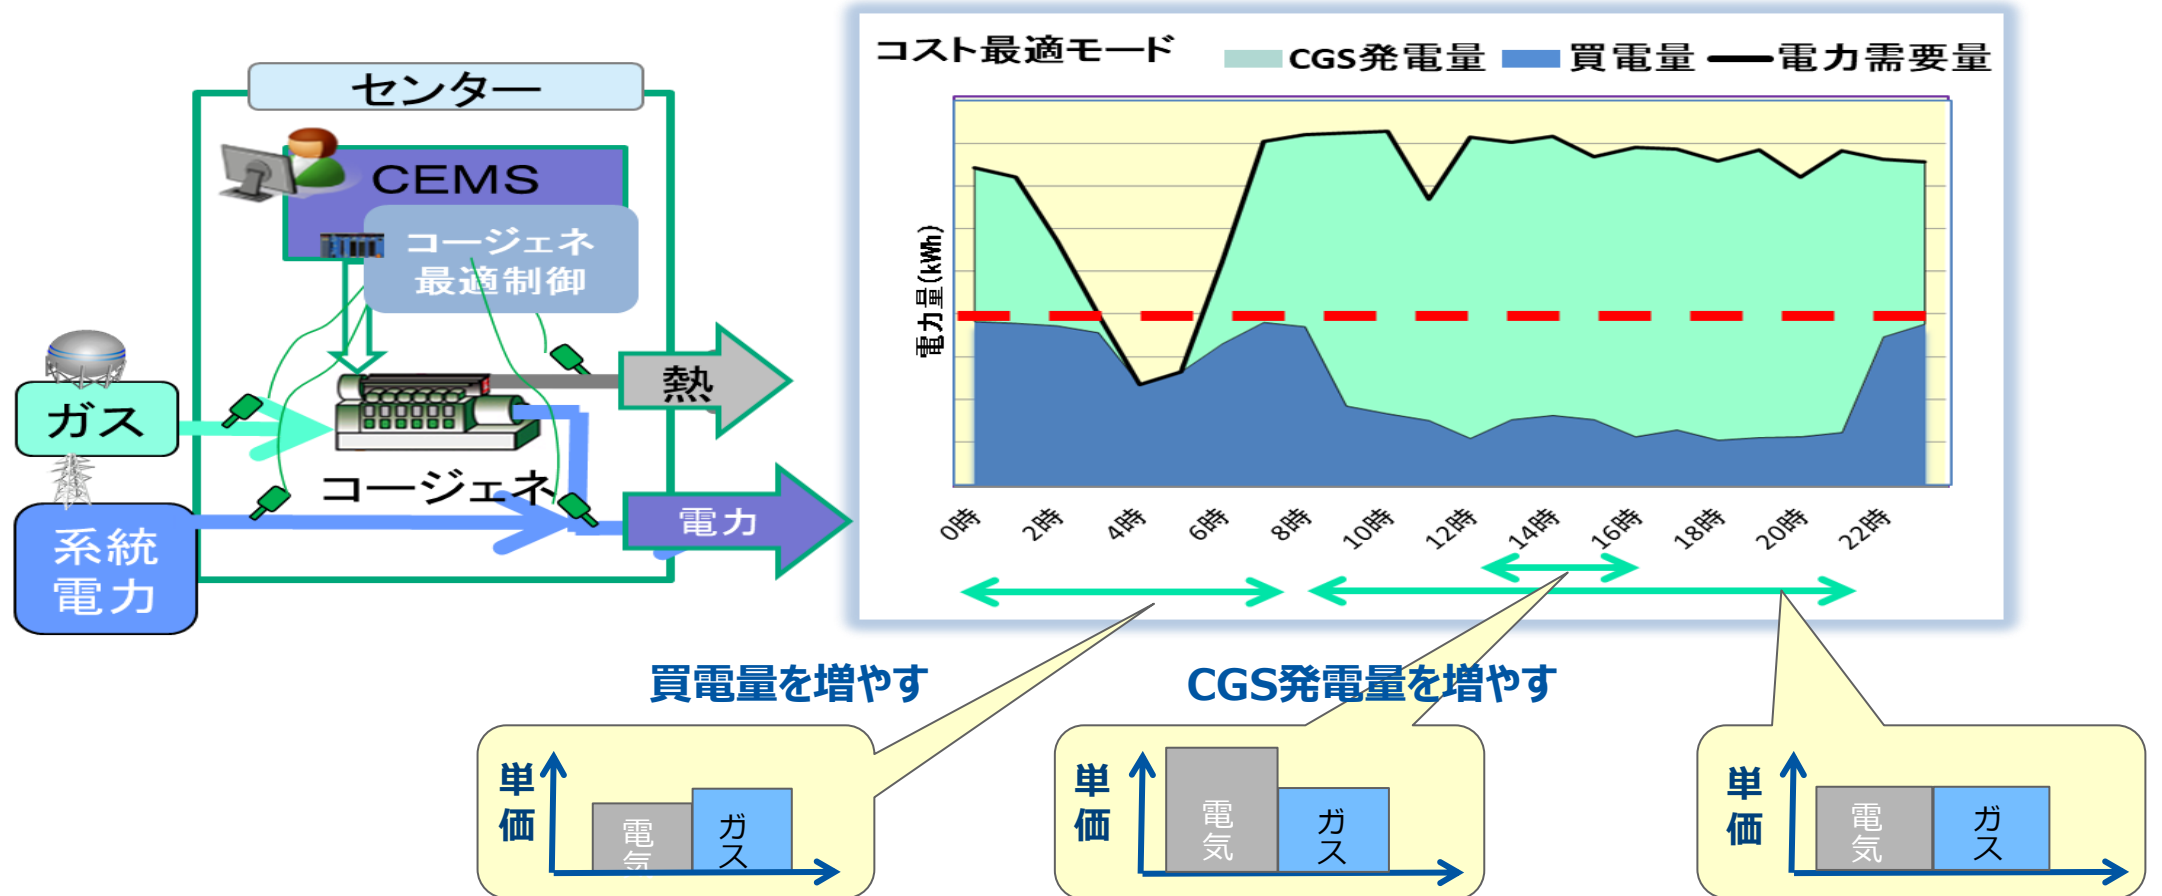 センター
CEMS
コージェネ
最適制御
ガス
熱
コージェネ
系統
電力
電力
コスト最適モード
CGS発電量 買電量 電力需要量
電力量(kWh)
0時 2時 4時 6時 8時 10時 12時 14時 16時 18時 20時 22時
買電量を増やす
CGS発電量を増やす
単価
電気
ガス
単価
電気
ガス
単価
電気
ガス